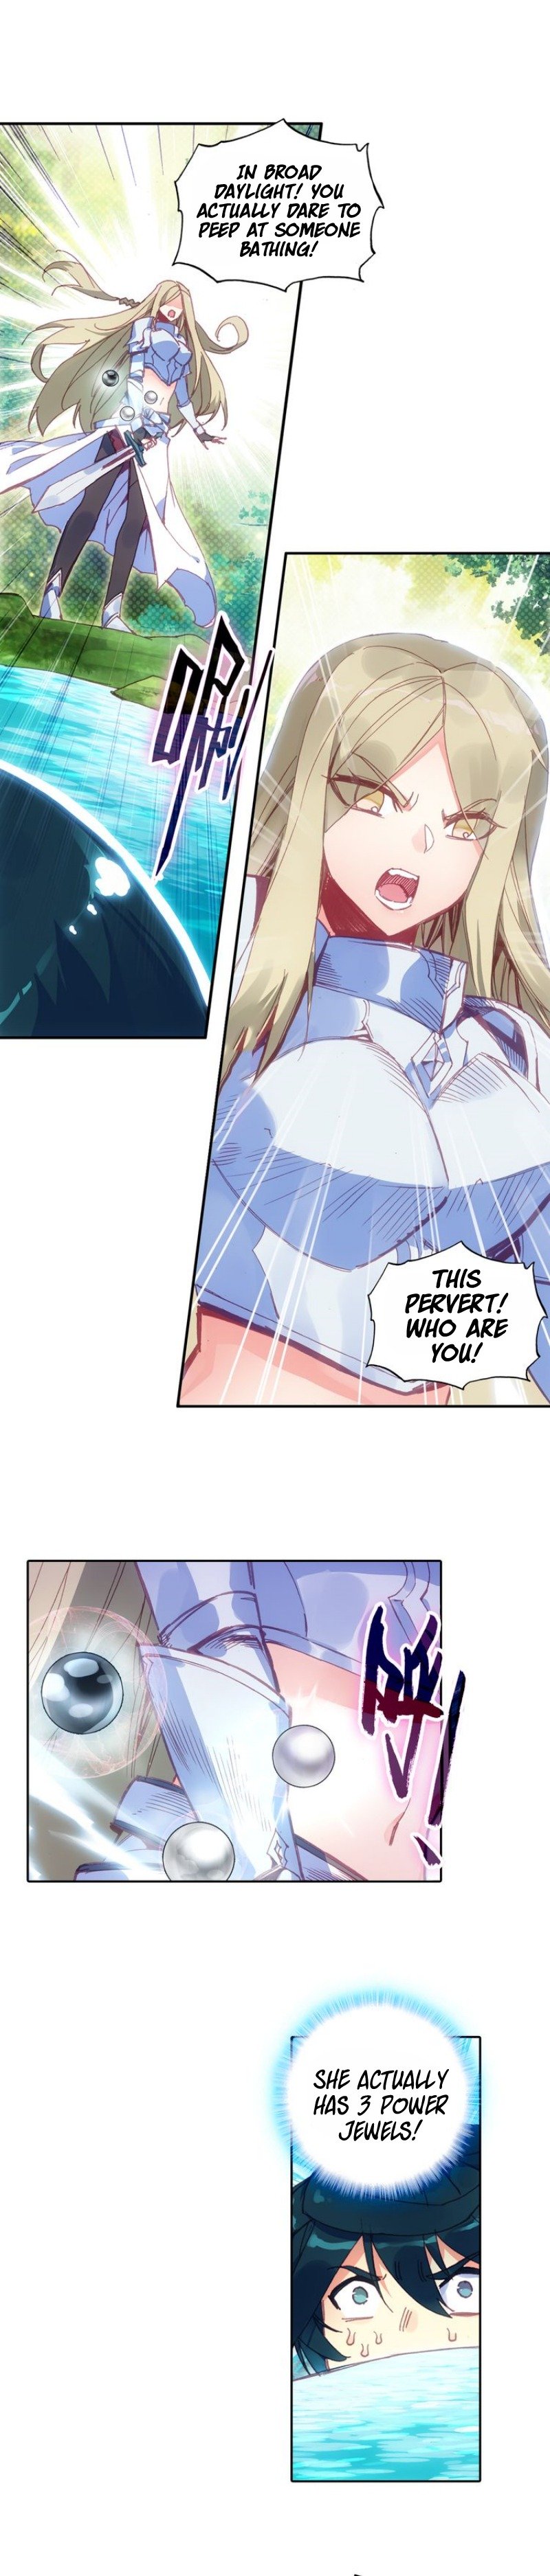 IN BROAD
DAYLIGHT! YOU
ACTUALLY DARE TO
PEEP AT SOMEONE
BATHING!
THIS
PERVERT!
WHO ARE
YOU!
SHE ACTUALLY
HAS 3 POWER
JEWELS!